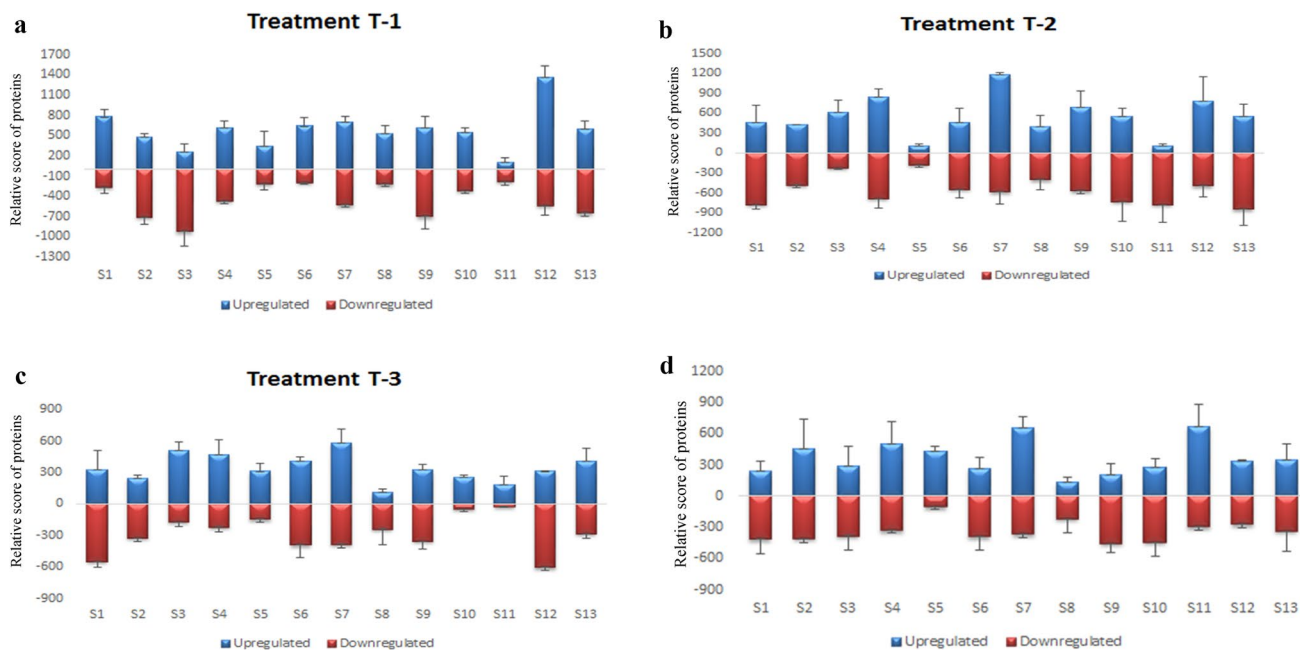 a
Treatment T-1
Relative score of proteins
1700
1400
1100
800
500
200
-100
-400
-700
-1000
-1300
S1 S2 S3 S4 S5 S6 S7 S8 S9 S10 S11 S12 S13
Upregulated Downregulated
b
Treatment T-2
Relative score of proteins
1500
1200
900
600
300
0
-300
-600
-900
-1200
S1 S2 S3 S4 S5 S6 S7 S8 S9 S10 S11 S12 S13
Upregulated Downregulated
c
Treatment T-3
Relative score of proteins
900
600
300
0
-300
-600
-900
S1 S2 S3 S4 S5 S6 S7 S8 S9 S10 S11 S12 S13
Upregulated Downregulated
d
Relative score of proteins
1200
900
600
300
0
-300
-600
-900
S1 S2 S3 S4 S5 S6 S7 S8 S9 S10 S11 S12 S13
Upregulated Downregulated